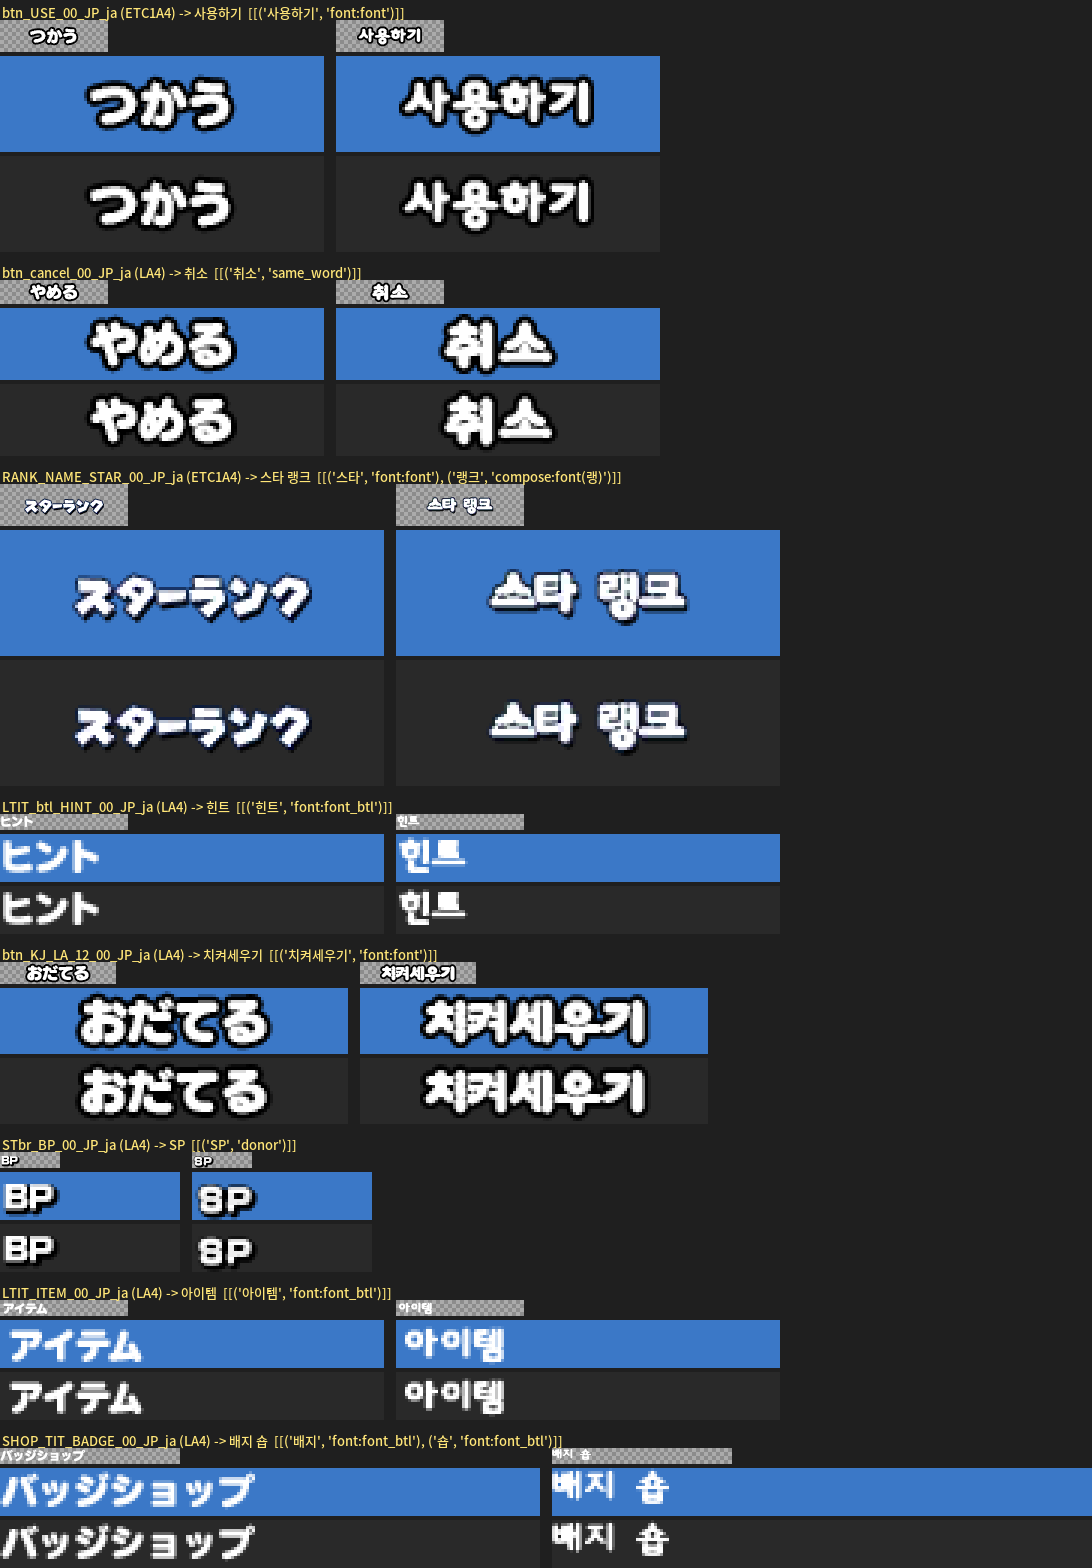 btn_USE_00_JP_ja (ETC1A4) -> 사용하기 [[('사용하기', 'font:font')]]
つかう 사용하기
つかう 사용하기
つかう 사용하기
btn_cancel_00_JP_ja (LA4) -> 취소 [[('취소', 'same_word')]]
やめる 취소
やめる 취소
やめる 취소
RANK_NAME_STAR_00_JP_ja (ETC1A4) -> 스타 랭크 [[('스타', 'font:font'), ('랭크', 'compose:font(랭)')]]
スターランク 스타 랭크
スターランク 스타 랭크
スターランク 스타 랭크
LTIT_btl_HINT_00_JP_ja (LA4) -> 힌트 [[('힌트', 'font:font_btl')]]
ヒント 힌트
ヒント 힌트
ヒント 힌트
btn_KJ_LA_12_00_JP_ja (LA4) -> 치켜세우기 [[('치켜세우기', 'font:font')]]
おだてる 치켜세우기
おだてる 치켜세우기
おだてる 치켜세우기
STbr_BP_00_JP_ja (LA4) -> SP [[('SP', 'donor')]]
BP SP
BP SP
BP SP
LTIT_ITEM_00_JP_ja (LA4) -> 아이템 [[('아이템', 'font:font_btl')]]
アイテム 아이템
アイテム 아이템
アイテム 아이템
SHOP_TIT_BADGE_00_JP_ja (LA4) -> 배지 숍 [[('배지', 'font:font_btl'), ('숍', 'font:font_btl')]]
バッジショップ 배지 숍
バッジショップ 배지 숍
バッジショップ 배지 숍